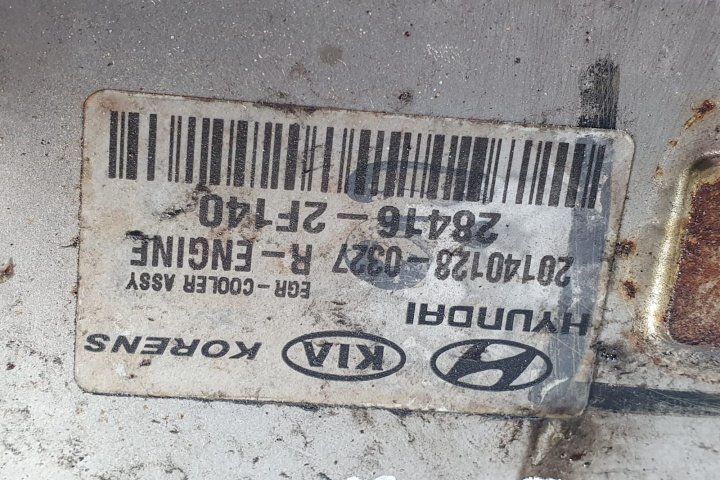 KIA KORENS
HYUNDAI
EGR-COOLER ASSY
20140128-0327 R-ENGINE
28416-2F140